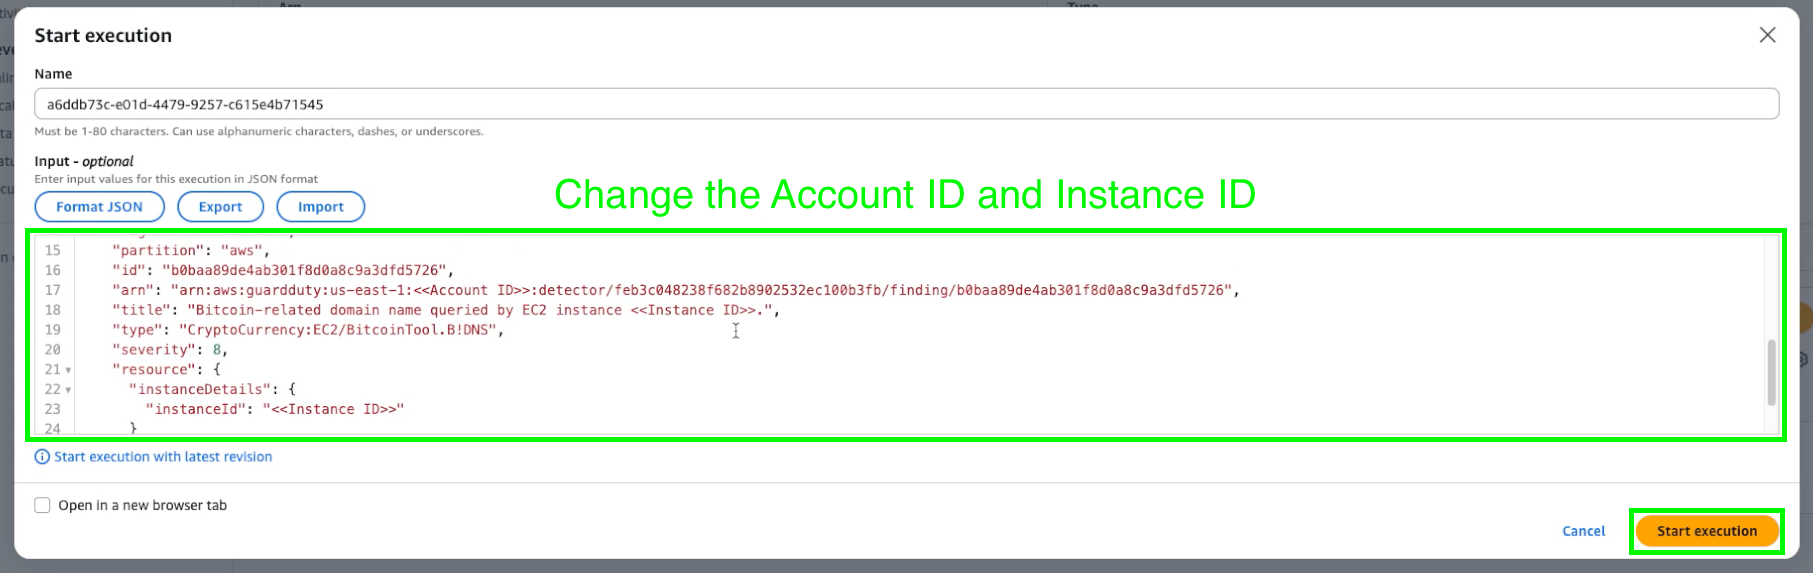 Arn
Type
Start execution
Name
a6ddb73c-e01d-4479-9257-c615e4b71545
Must be 1-80 characters. Can use alphanumeric characters, dashes, or underscores.
Input - optional
Enter input values for this execution in JSON format
Format JSON Export Import
Change the Account ID and Instance ID
15 "partition": "aws",
16 "id": "b0baa89de4ab301f8d0a8c9a3dfd5726",
17 "arn": "arn:aws:guardduty:us-east-1:<<Account ID>>:detector/feb3c048238f682b8902532ec100b3fb/finding/b0baa89de4ab301f8d0a8c9a3dfd5726",
18 "title": "Bitcoin-related domain name queried by EC2 instance <<Instance ID>>.",
19 "type": "CryptoCurrency:EC2/BitcoinTool.B!DNS",
20 "severity": 8,
21 "resource": {
22 "instanceDetails": {
23 "instanceId": "<<Instance ID>>"
24 }
Start execution with latest revision
Open in a new browser tab
Cancel Start execution